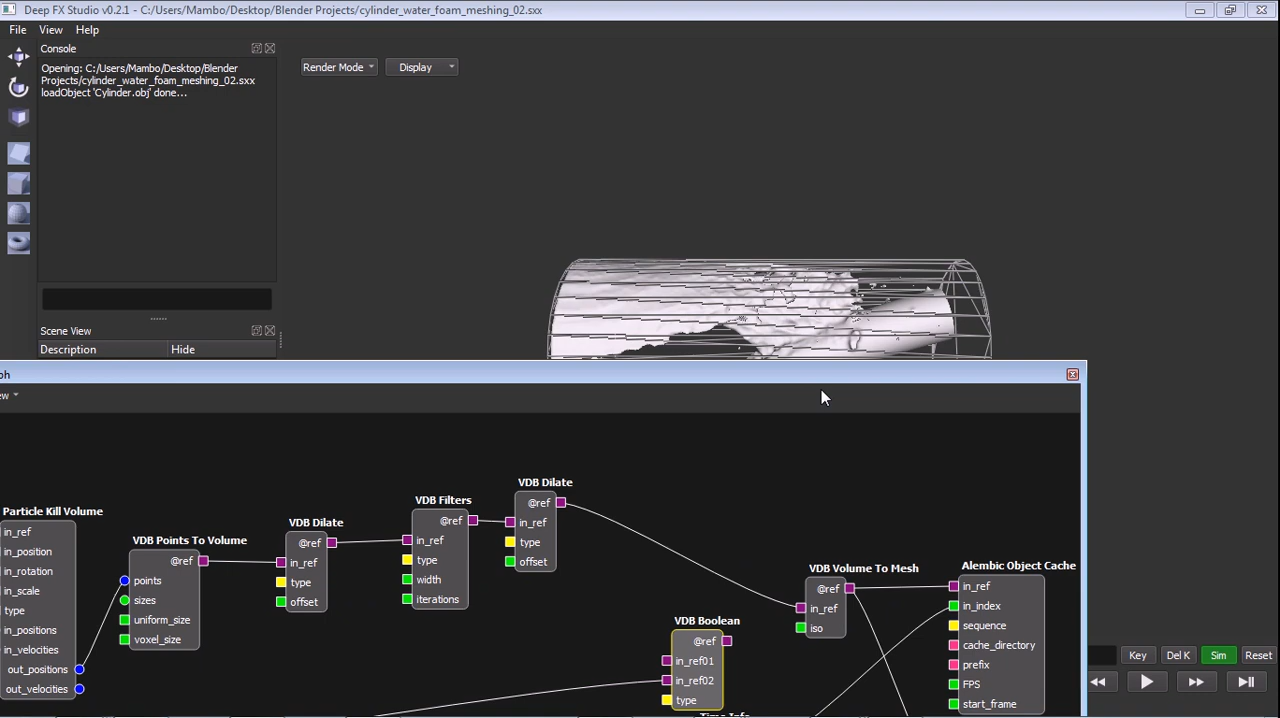 Deep FX Studio v0.2.1 - C:/Users/Mambo/Desktop/Blender Projects/cylinder_water_foam_meshing_02.sxx
File View Help
Console
Opening: C:/Users/Mambo/Desktop/Blender
Projects/cylinder_water_foam_meshing_02.sxx
loadObject 'Cylinder.obj' done...
Render Mode
Display
Scene View
Description Hide
ph
ew
Particle Kill Volume
in_ref
in_position
in_rotation
in_scale
type
in_positions
in_velocities
out_positions
out_velocities
VDB Points To Volume
@ref
points
sizes
uniform_size
voxel_size
VDB Dilate
@ref
in_ref
type
offset
VDB Filters
@ref
in_ref
type
width
iterations
VDB Dilate
@ref
in_ref
type
offset
VDB Boolean
@ref
in_ref01
in_ref02
type
Time Info
VDB Volume To Mesh
@ref
in_ref
iso
Alembic Object Cache
in_ref
in_index
sequence
cache_directory
prefix
FPS
start_frame
Key Del K Sim Reset